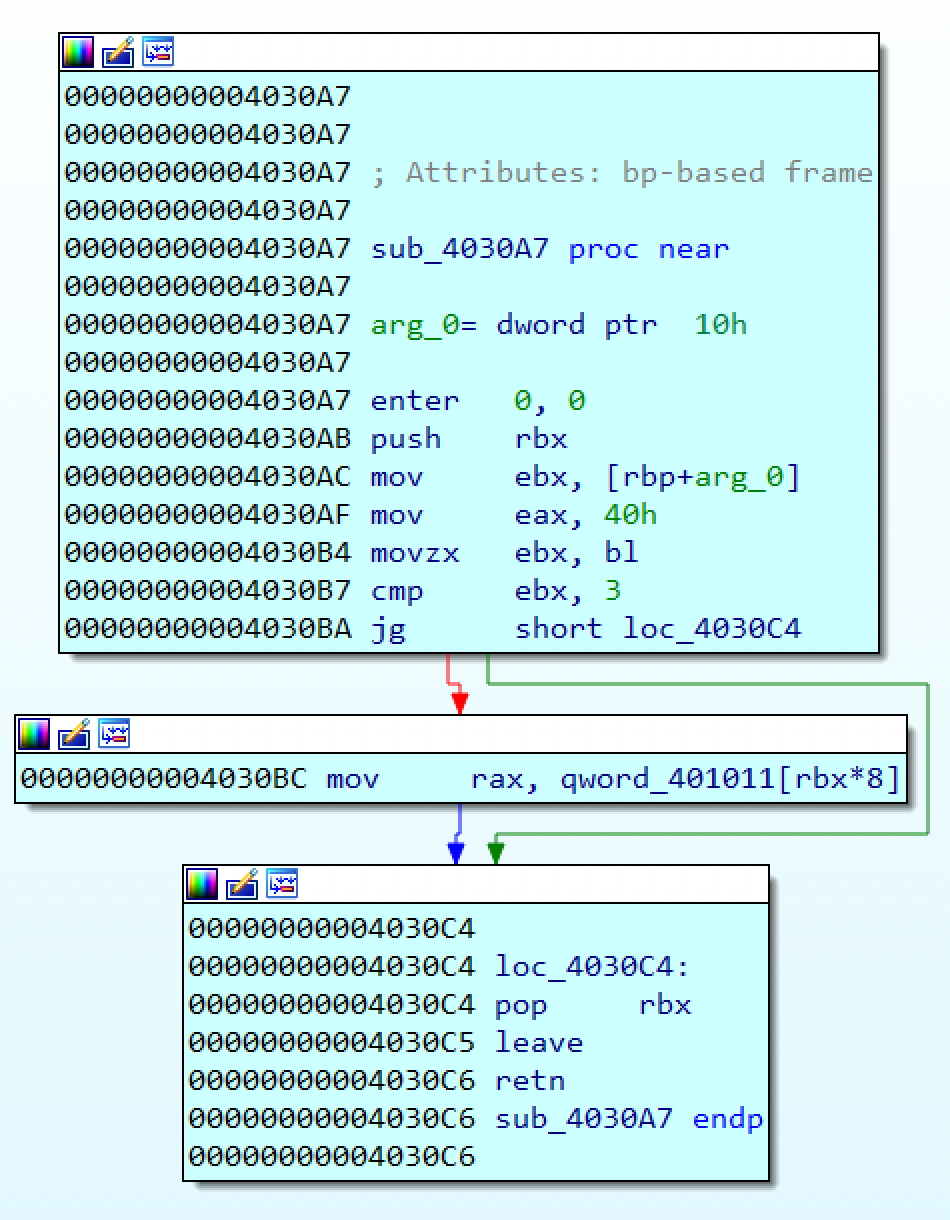 00000000004030A7
00000000004030A7
00000000004030A7 ; Attributes: bp-based frame
00000000004030A7
00000000004030A7 sub_4030A7 proc near
00000000004030A7
00000000004030A7 arg_0= dword ptr  10h
00000000004030A7
00000000004030A7 enter   0, 0
00000000004030AB push    rbx
00000000004030AC mov     ebx, [rbp+arg_0]
00000000004030AF mov     eax, 40h
00000000004030B4 movzx   ebx, bl
00000000004030B7 cmp     ebx, 3
00000000004030BA jg      short loc_4030C4
00000000004030BC mov     rax, qword_401011[rbx*8]
00000000004030C4
00000000004030C4 loc_4030C4:
00000000004030C4 pop     rbx
00000000004030C5 leave
00000000004030C6 retn
00000000004030C6 sub_4030A7 endp
00000000004030C6